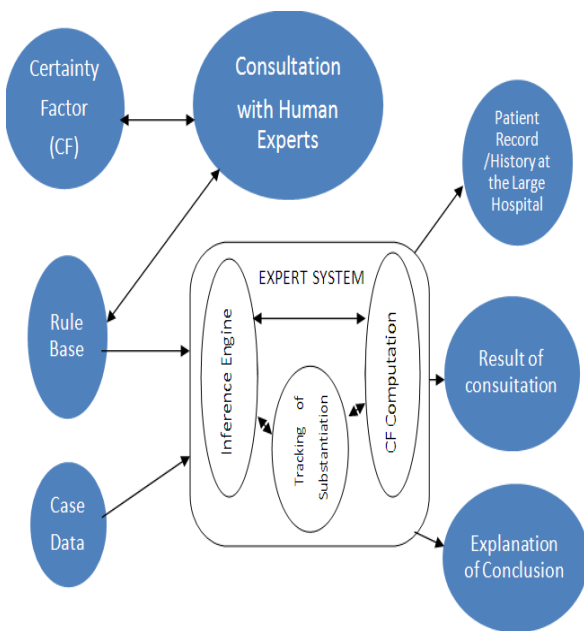 Certainty
Factor
(CF)
Consultation
with Human
Experts
Patient
Record
/History at
the Large
Hospital
EXPERT SYSTEM
Rule
Base
Inference Engine
Tracking of
Substantiation
CF Computation
Result of
consuitation
Case
Data
Explanation
of Conclusion